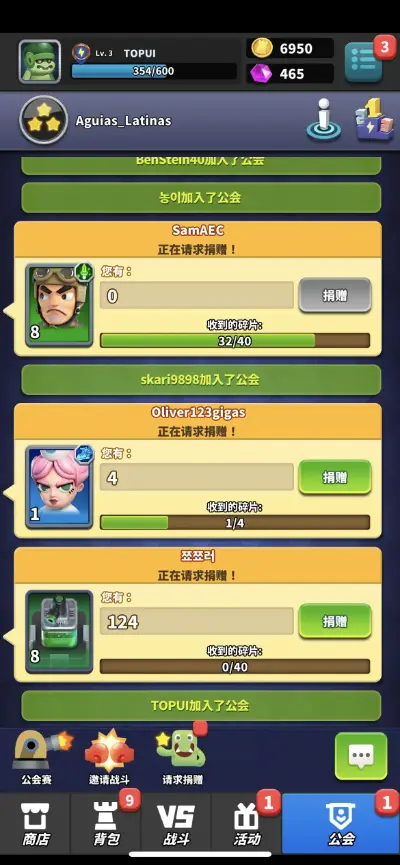 Lv. 3 TOPUI
354/600
6950
465
3
Aguias_Latinas
1
BenStein40加入了公会
농이加入了公会
SamAEC
正在请求捐赠！
您有：
0
捐赠
8
收到的碎片:
32/40
skari9898加入了公会
Oliver123gigas
正在请求捐赠！
您有：
4
捐赠
1
收到的碎片:
1/4
쪼쪼러
正在请求捐赠！
您有：
124
捐赠
8
收到的碎片:
0/40
TOPUI加入了公会
公会赛 邀请战斗 请求捐赠
9 1 1
VS
商店 背包 战斗 活动 公会